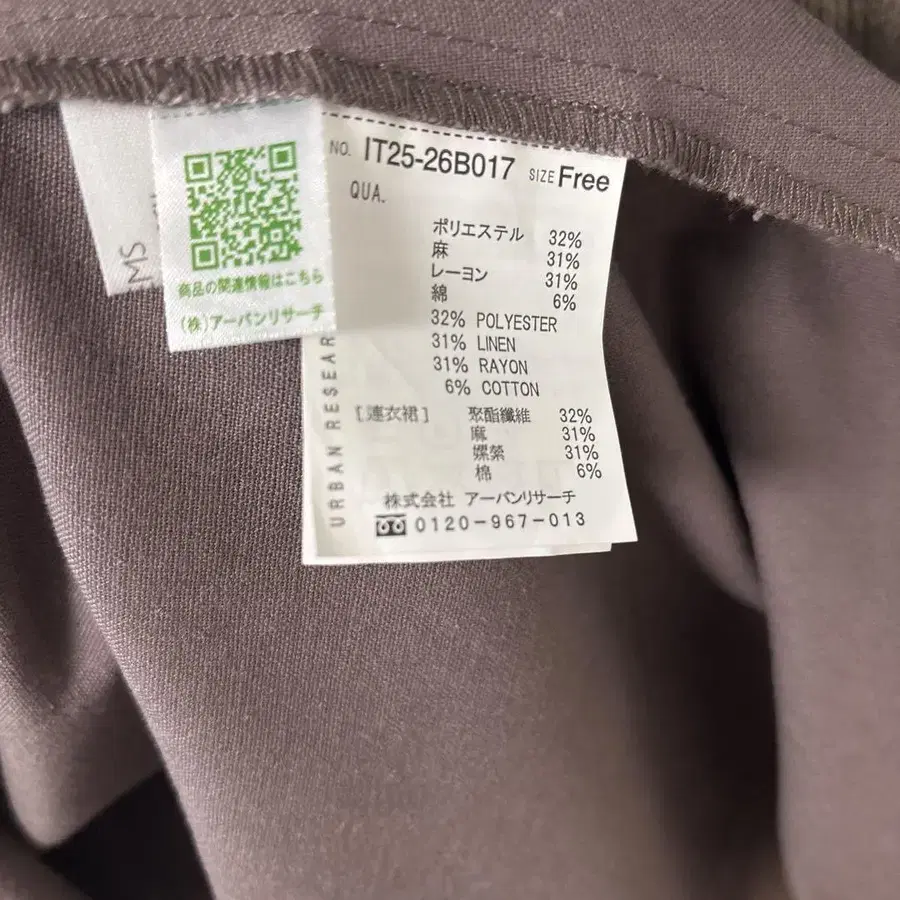 NO. IT25-26B017 SIZE Free
QUA.
ポリエステル 32%
麻 31%
レーヨン 31%
綿 6%
32% POLYESTER
31% LINEN
31% RAYON
6% COTTON
[連衣裙] 聚酯纖維 32%
麻 31%
嫘縈 31%
棉 6%
株式会社 アーバンリサーチ
0120-967-013
URBAN RESEAR
商品の関連情報はこちら
(株)アーバンリサーチ
MS